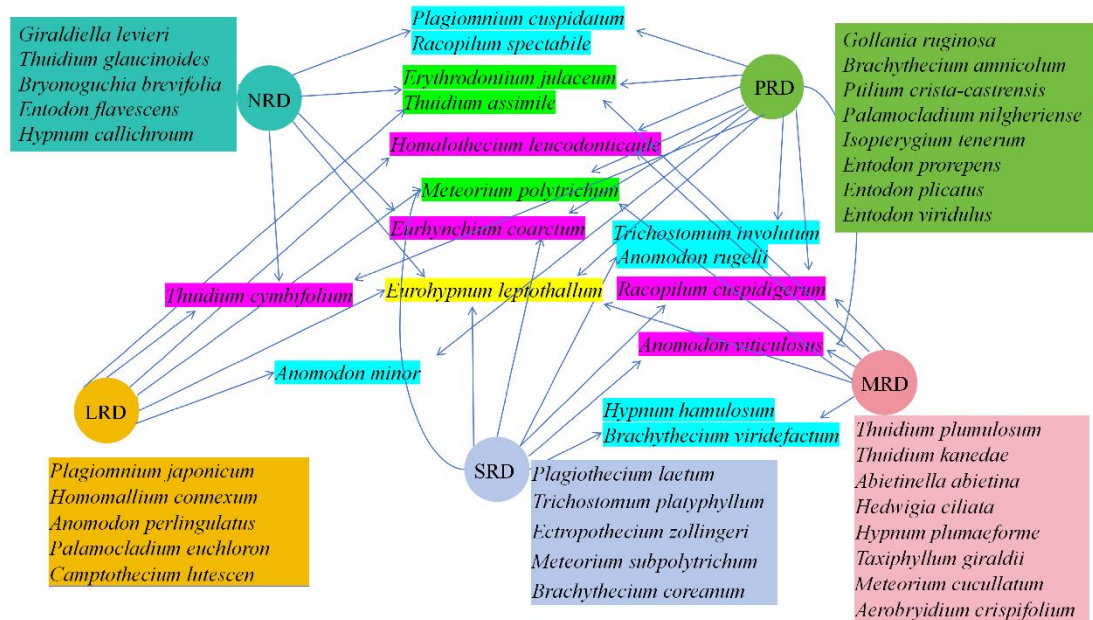 Giraldiella levieri
Thuidium glaucinoides
Bryonoguchia brevifolia
Entodon flavescens
Hypnum callichroum
NRD
Plagiomnium cuspidatum
Racopilum spectabile
Erythrodontium julaceum
Thuidium assimile
Homalothecium leucodonticaule
Meteorium polytrichum
Eurhynchium coarctum
Thuidium cymbifolium
Eurohypnum leptothallum
Anomodon minor
PRD
Gollania ruginosa
Brachythecium amnicolum
Ptilium crista-castrensis
Palamocladium nilgheriense
Isopterygium tenerum
Entodon prorepens
Entodon plicatus
Entodon viridulus
Trichostomum involutum
Anomodon rugelii
Racopilum cuspidigerum
Anomodon viticulosus
Hypnum hamulosum
Brachythecium viridefactum
LRD
Plagiomnium japonicum
Homomallium connexum
Anomodon perlingulatus
Palamocladium euchloron
Camptothecium lutescen
SRD
Plagiothecium laetum
Trichostomum platyphyllum
Ectropothecium zollingeri
Meteorium subpolytrichum
Brachythecium coreanum
MRD
Thuidium plumulosum
Thuidium kanedae
Abietinella abietina
Hedwigia ciliata
Hypnum plumaeforme
Taxiphyllum giraldii
Meteorium cucullatum
Aerobryidium crispifolium